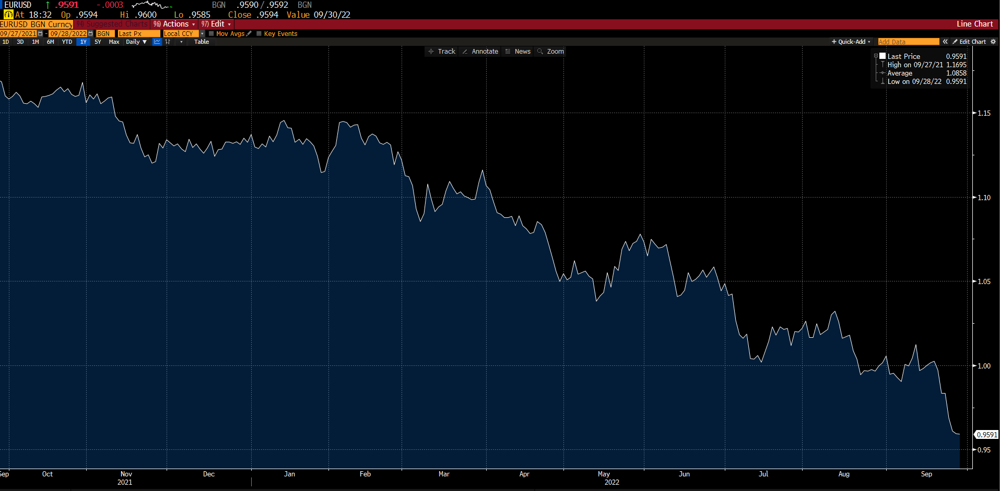 EURUSD ↑ .9591 -.0003 BGN .9590/.9592 BGN
At 18:32 Op .9594 Hi .9600 Lo .9585 Close .9594 Value 09/30/22
EURUSD BGN Curncy 94) Suggested Charts 96) Actions 97) Edit Line Chart
09/27/2021 - 09/28/2022 BGN Last Px Local CCY Mov Avgs Key Events
1D 3D 1M 6M YTD 1Y 5Y Max Daily ▼ Table + Quick-Add Add Data « Edit Chart
Track Annotate News Zoom
Last Price 0.9591
High on 09/27/21 1.1695
Average 1.0858
Low on 09/28/22 0.9591
1.15
1.10
1.05
1.00
0.9591
0.95
Sep Oct Nov Dec Jan Feb Mar Apr May Jun Jul Aug Sep
2021 2022